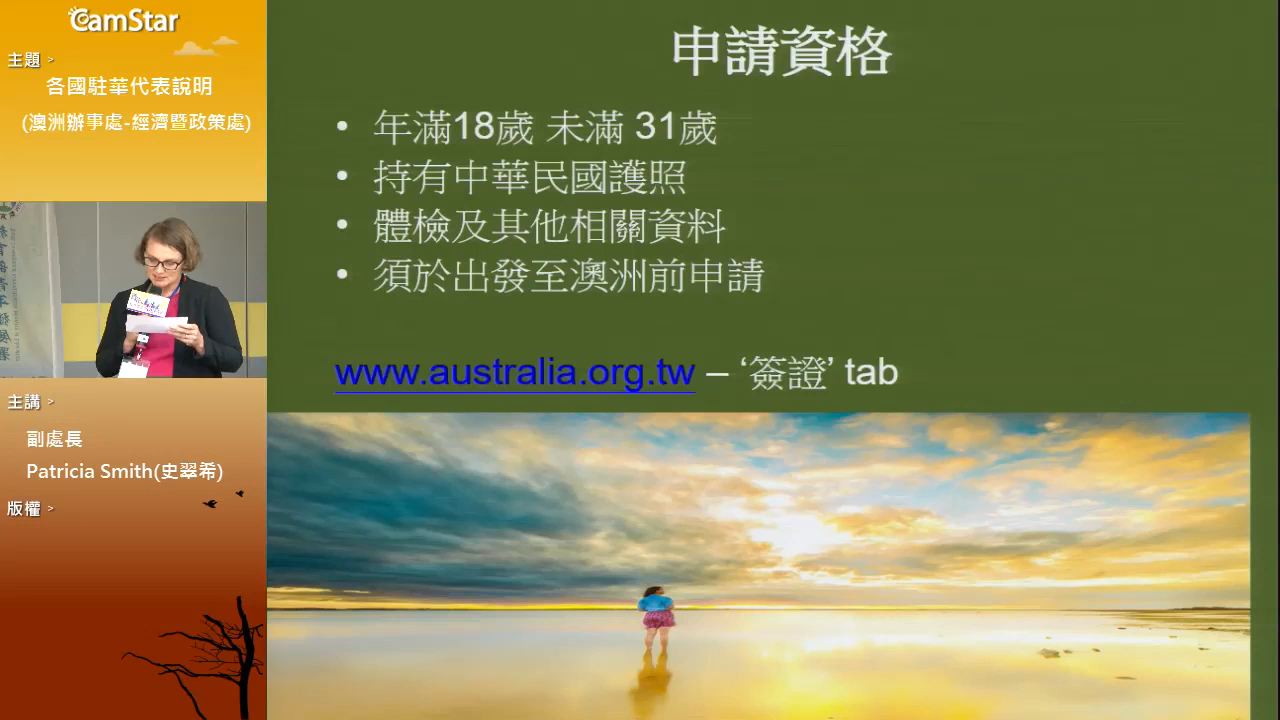 CamStar
主題 >
各國駐華代表說明
(澳洲辦事處-經濟暨政策處)
主講 >
副處長
Patricia Smith(史翠希)
版權 >
申請資格
• 年滿18歲 未滿 31歲
• 持有中華民國護照
• 體檢及其他相關資料
• 須於出發至澳洲前申請
www.australia.org.tw – ‘簽證’ tab